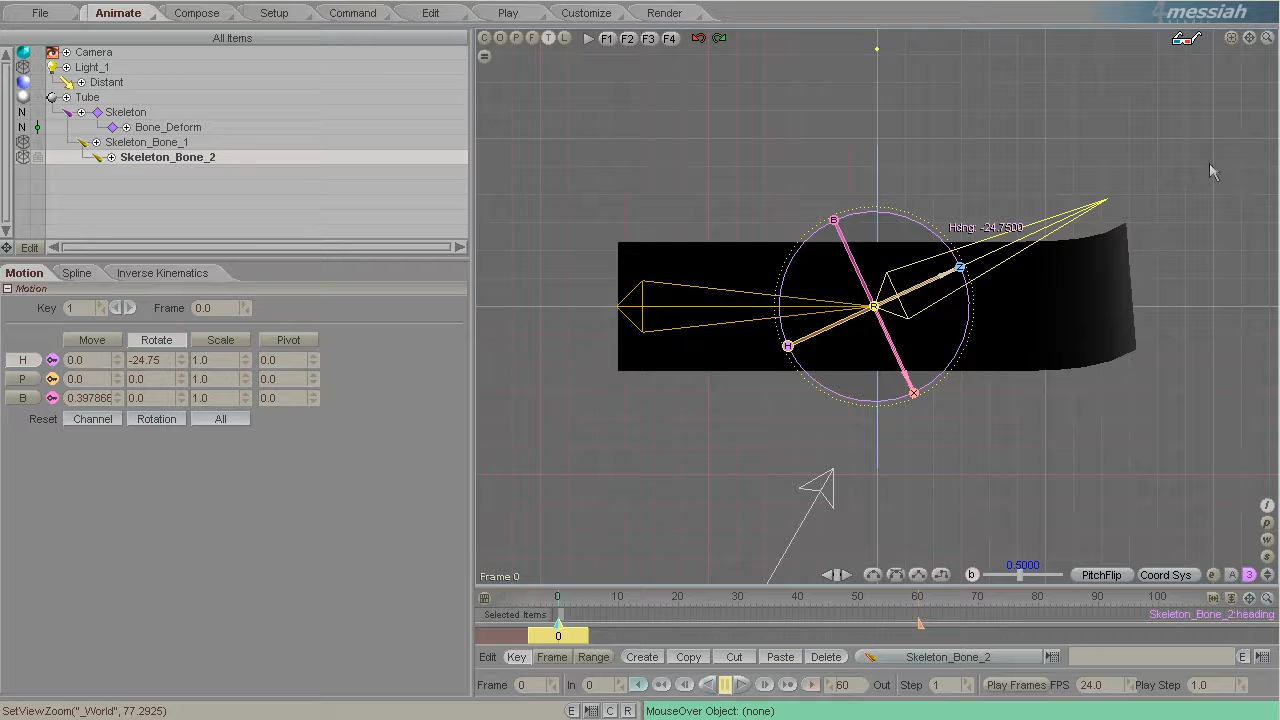 File Animate Compose Setup Command Edit Play Customize Render 4messiah
All Items
C O P F T L F1 F2 F3 F4
Camera
Light_1
Distant
Tube
N Skeleton
N Bone_Deform
Skeleton_Bone_1
Skeleton_Bone_2
Edit
Motion Spline Inverse Kinematics
Motion
Key 1 Frame 0.0
Move Rotate Scale Pivot
H 0.0 -24.75 1.0 0.0
P 0.0 0.0 1.0 0.0
B 0.397866 0.0 1.0 0.0
Reset Channel Rotation All
B
Hdng: -24.7500
Z
H
X
i
p
w
s
0.5000
Frame 0 b PitchFlip Coord Sys e A 3
0 10 20 30 40 50 60 70 80 90 100
Selected Items Skeleton_Bone_2:heading
0
Edit Key Frame Range Create Copy Cut Paste Delete Skeleton_Bone_2 E
Frame 0 In 0 60 Out Step 1 Play Frames FPS 24.0 Play Step 1.0
SetViewZoom("_World", 77.2925) E C R MouseOver Object: (none)